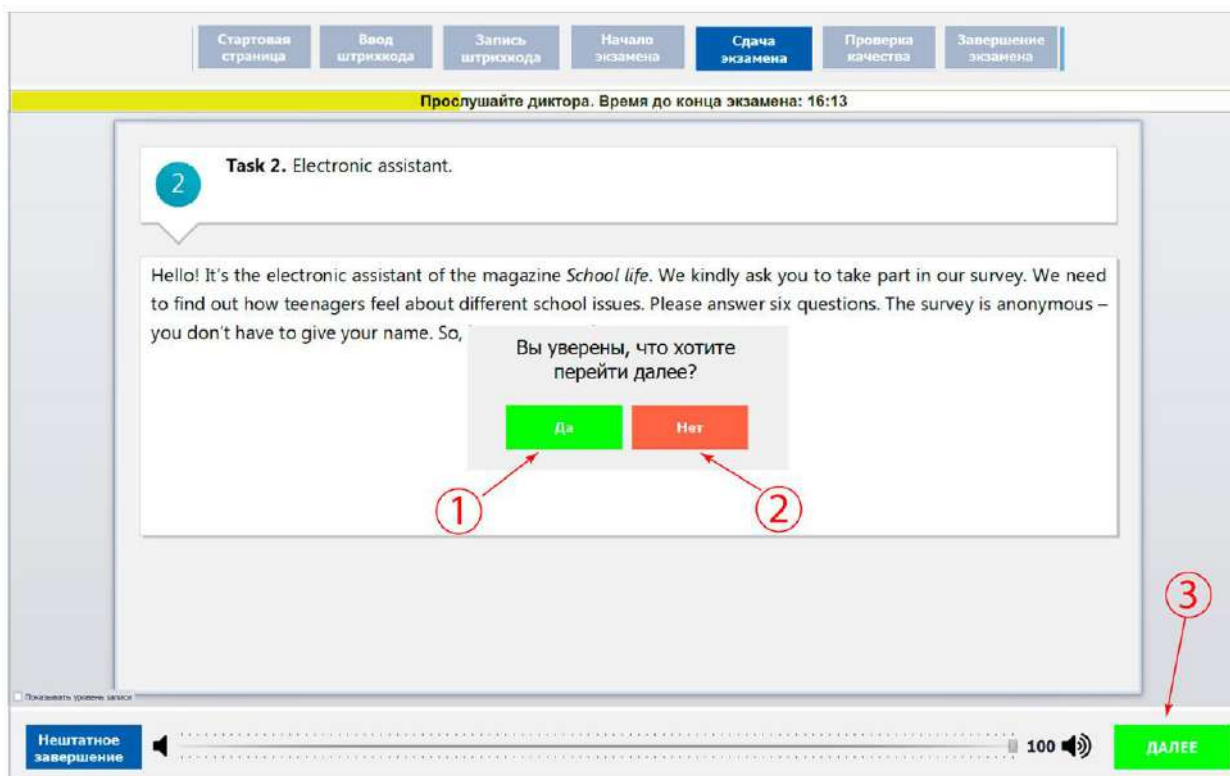 Стартовая страница
Ввод штрихкода
Запись штрихкода
Начало экзамена
Сдача экзамена
Проверка качества
Завершение экзамена
Прослушайте диктора. Время до конца экзамена: 16:13
2
Task 2. Electronic assistant.
Hello! It's the electronic assistant of the magazine School life. We kindly ask you to take part in our survey. We need
to find out how teenagers feel about different school issues. Please answer six questions. The survey is anonymous –
you don't have to give your name. So,
Вы уверены, что хотите
перейти далее?
Да
Нет
1
2
3
Показывать уровень записи
Нештатное
завершение
100
ДАЛЕЕ